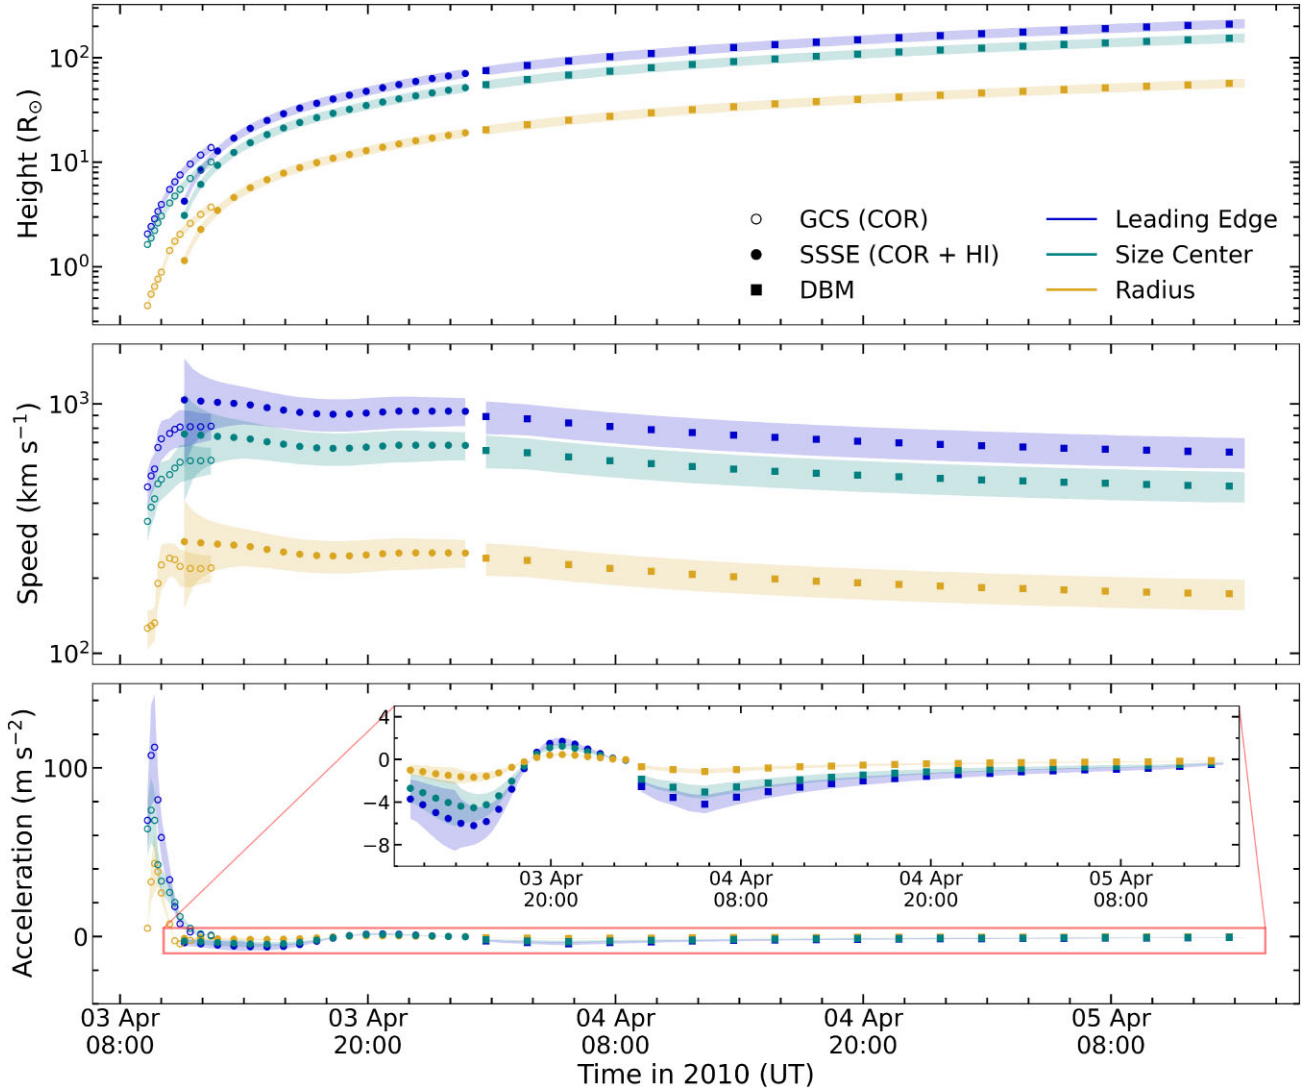 Height (R⊙)
10²
10¹
10⁰
GCS (COR)
SSSE (COR + HI)
DBM
Leading Edge
Size Center
Radius
Speed (km s⁻¹)
10³
10²
Acceleration (m s⁻²)
100
0
4
0
−4
−8
03 Apr
20:00
04 Apr
08:00
04 Apr
20:00
05 Apr
08:00
03 Apr
08:00
03 Apr
20:00
04 Apr
08:00
04 Apr
20:00
05 Apr
08:00
Time in 2010 (UT)